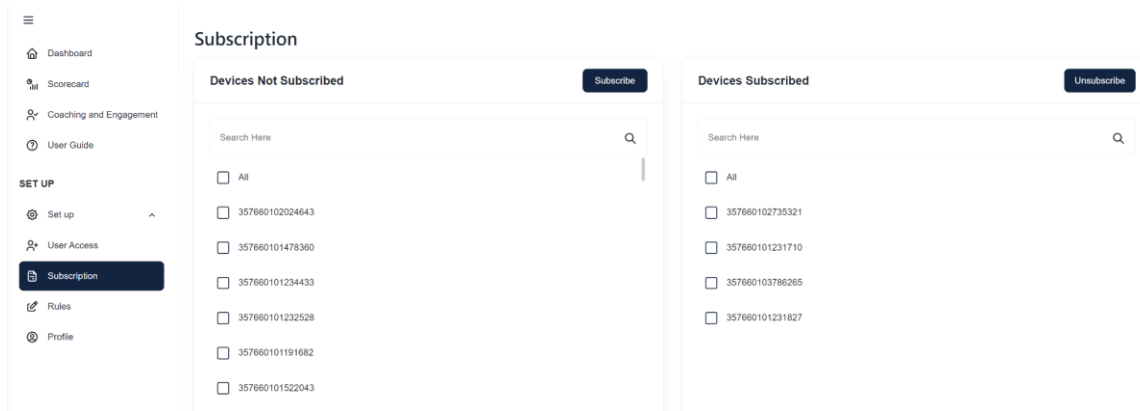 Dashboard
Scorecard
Coaching and Engagement
User Guide
SET UP
Set up
User Access
Subscription
Rules
Profile
Subscription
Devices Not Subscribed
Subscribe
Search Here
All
357660102024643
357660101478360
357660101234433
357660101232528
357660101191682
357660101522043
Devices Subscribed
Unsubscribe
Search Here
All
357660102735321
357660101231710
357660103786265
357660101231827